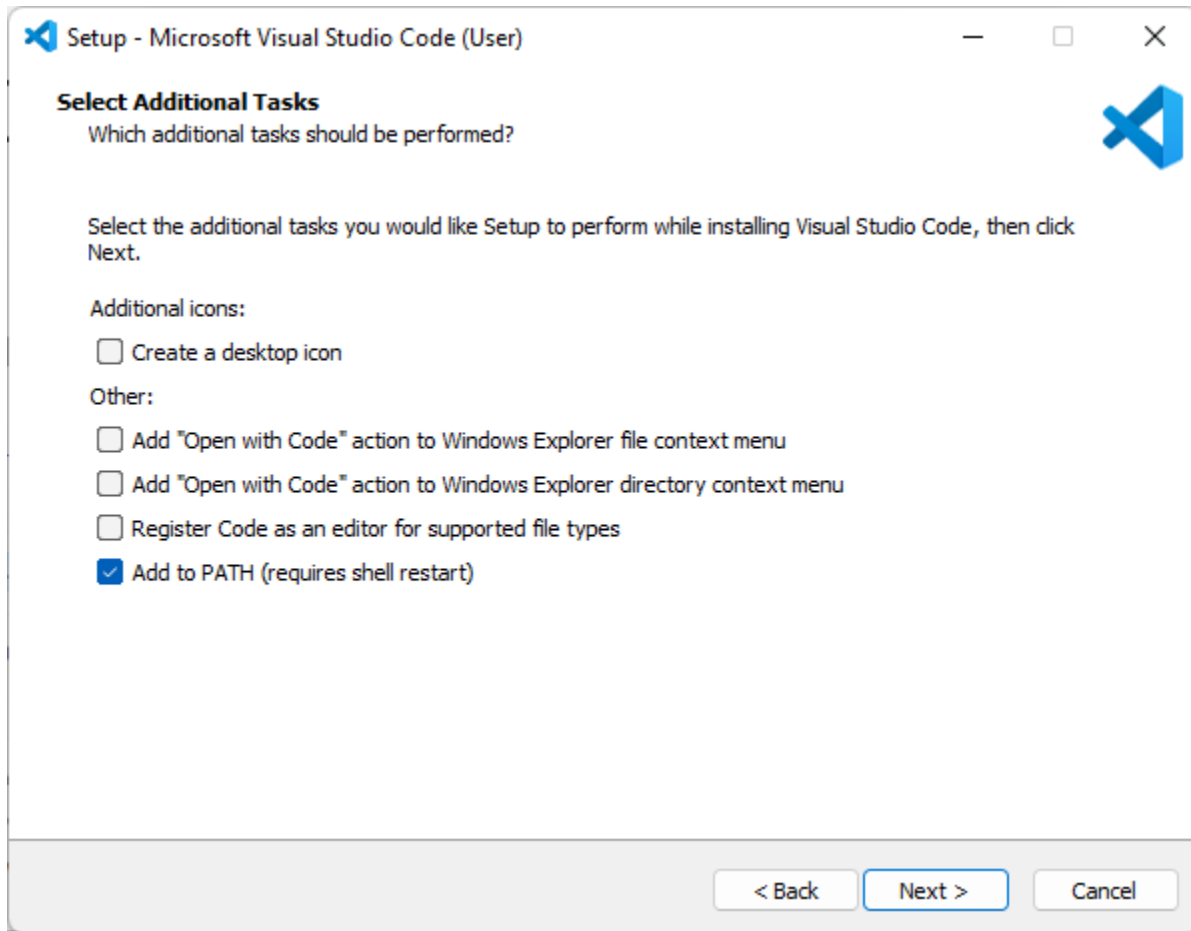 Setup - Microsoft Visual Studio Code (User)
Select Additional Tasks
Which additional tasks should be performed?
Select the additional tasks you would like Setup to perform while installing Visual Studio Code, then click
Next.
Additional icons:
Create a desktop icon
Other:
Add "Open with Code" action to Windows Explorer file context menu
Add "Open with Code" action to Windows Explorer directory context menu
Register Code as an editor for supported file types
Add to PATH (requires shell restart)
< Back Next > Cancel